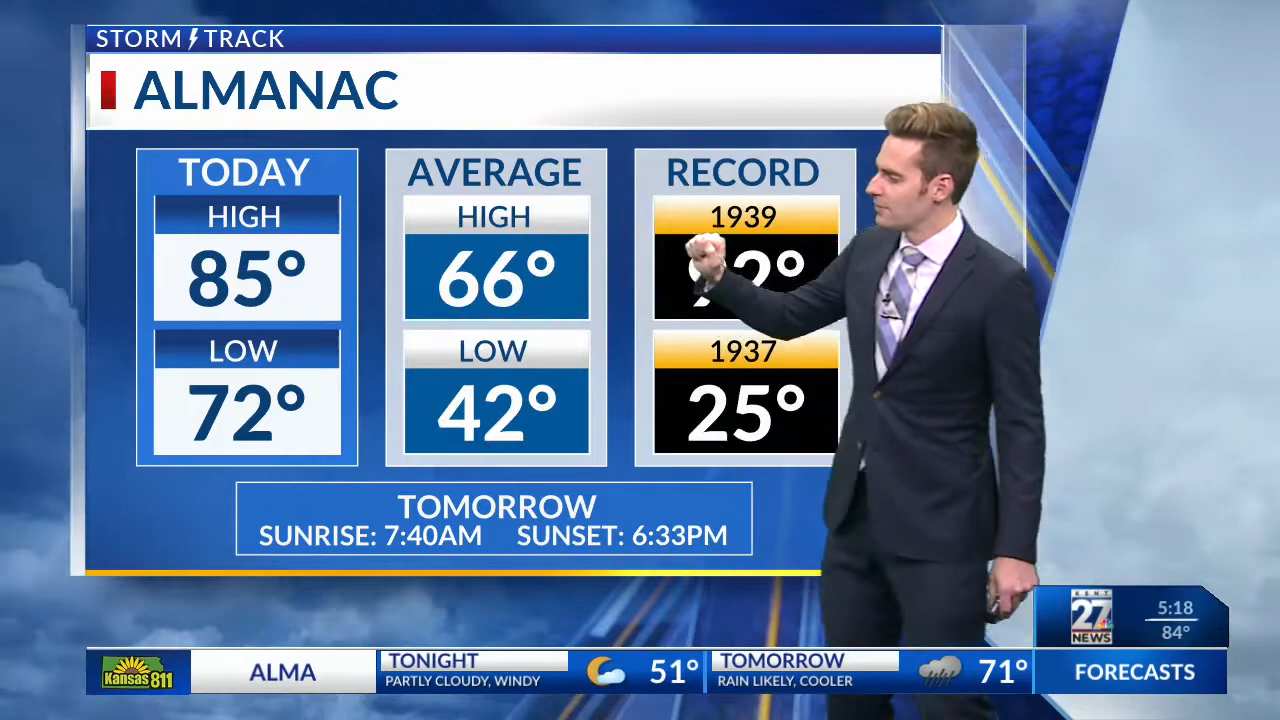 STORM TRACK
ALMANAC
TODAY
HIGH
85°
LOW
72°
AVERAGE
HIGH
66°
LOW
42°
RECORD
1939
2°
1937
25°
TOMORROW
SUNRISE: 7:40AM SUNSET: 6:33PM
KSNT
27
NEWS
5:18
84°
Kansas 811
ALMA
TONIGHT
PARTLY CLOUDY, WINDY
51°
TOMORROW
RAIN LIKELY, COOLER
71°
FORECASTS